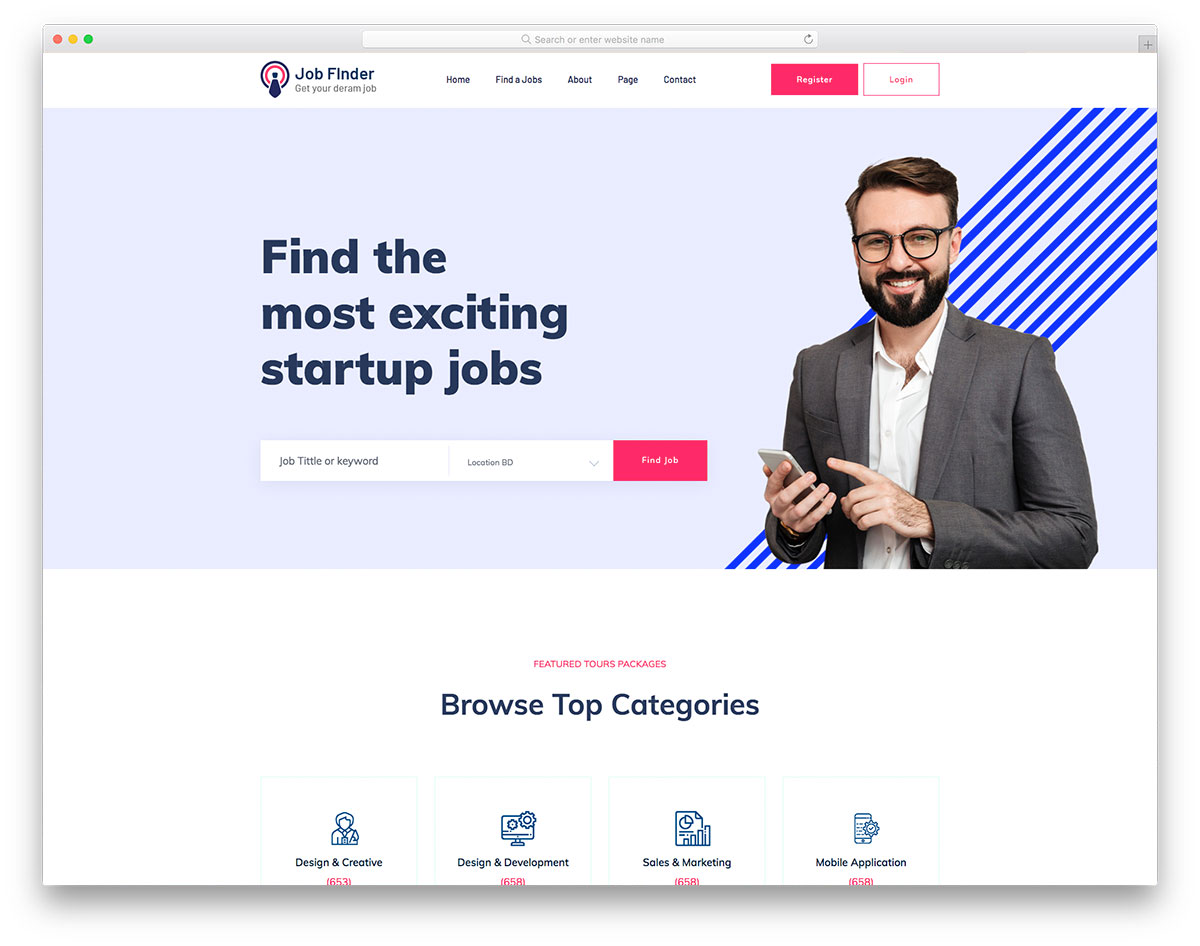 Search or enter website name
Job FInder
Get your deram job
Home Find a Jobs About Page Contact Register Login
Find the
most exciting
startup jobs
Job Tittle or keyword Location BD Find Job
FEATURED TOURS PACKAGES
Browse Top Categories
Design & Creative Design & Development Sales & Marketing Mobile Application
(653) (658) (658) (658)